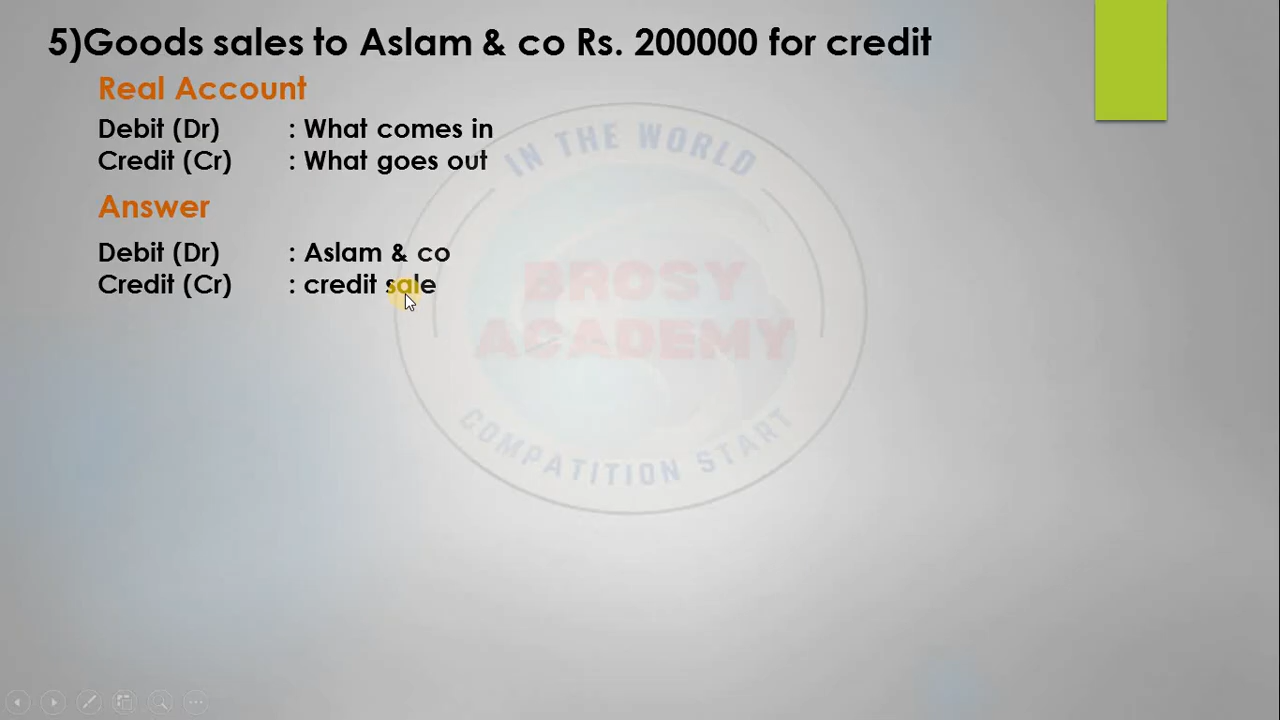 5)Goods sales to Aslam & co Rs. 200000 for credit
Real Account
Debit (Dr) : What comes in
Credit (Cr) : What goes out
Answer
Debit (Dr) : Aslam & co
Credit (Cr) : credit sale
IN THE WORLD
BROSY
ACADEMY
COMPATITION START